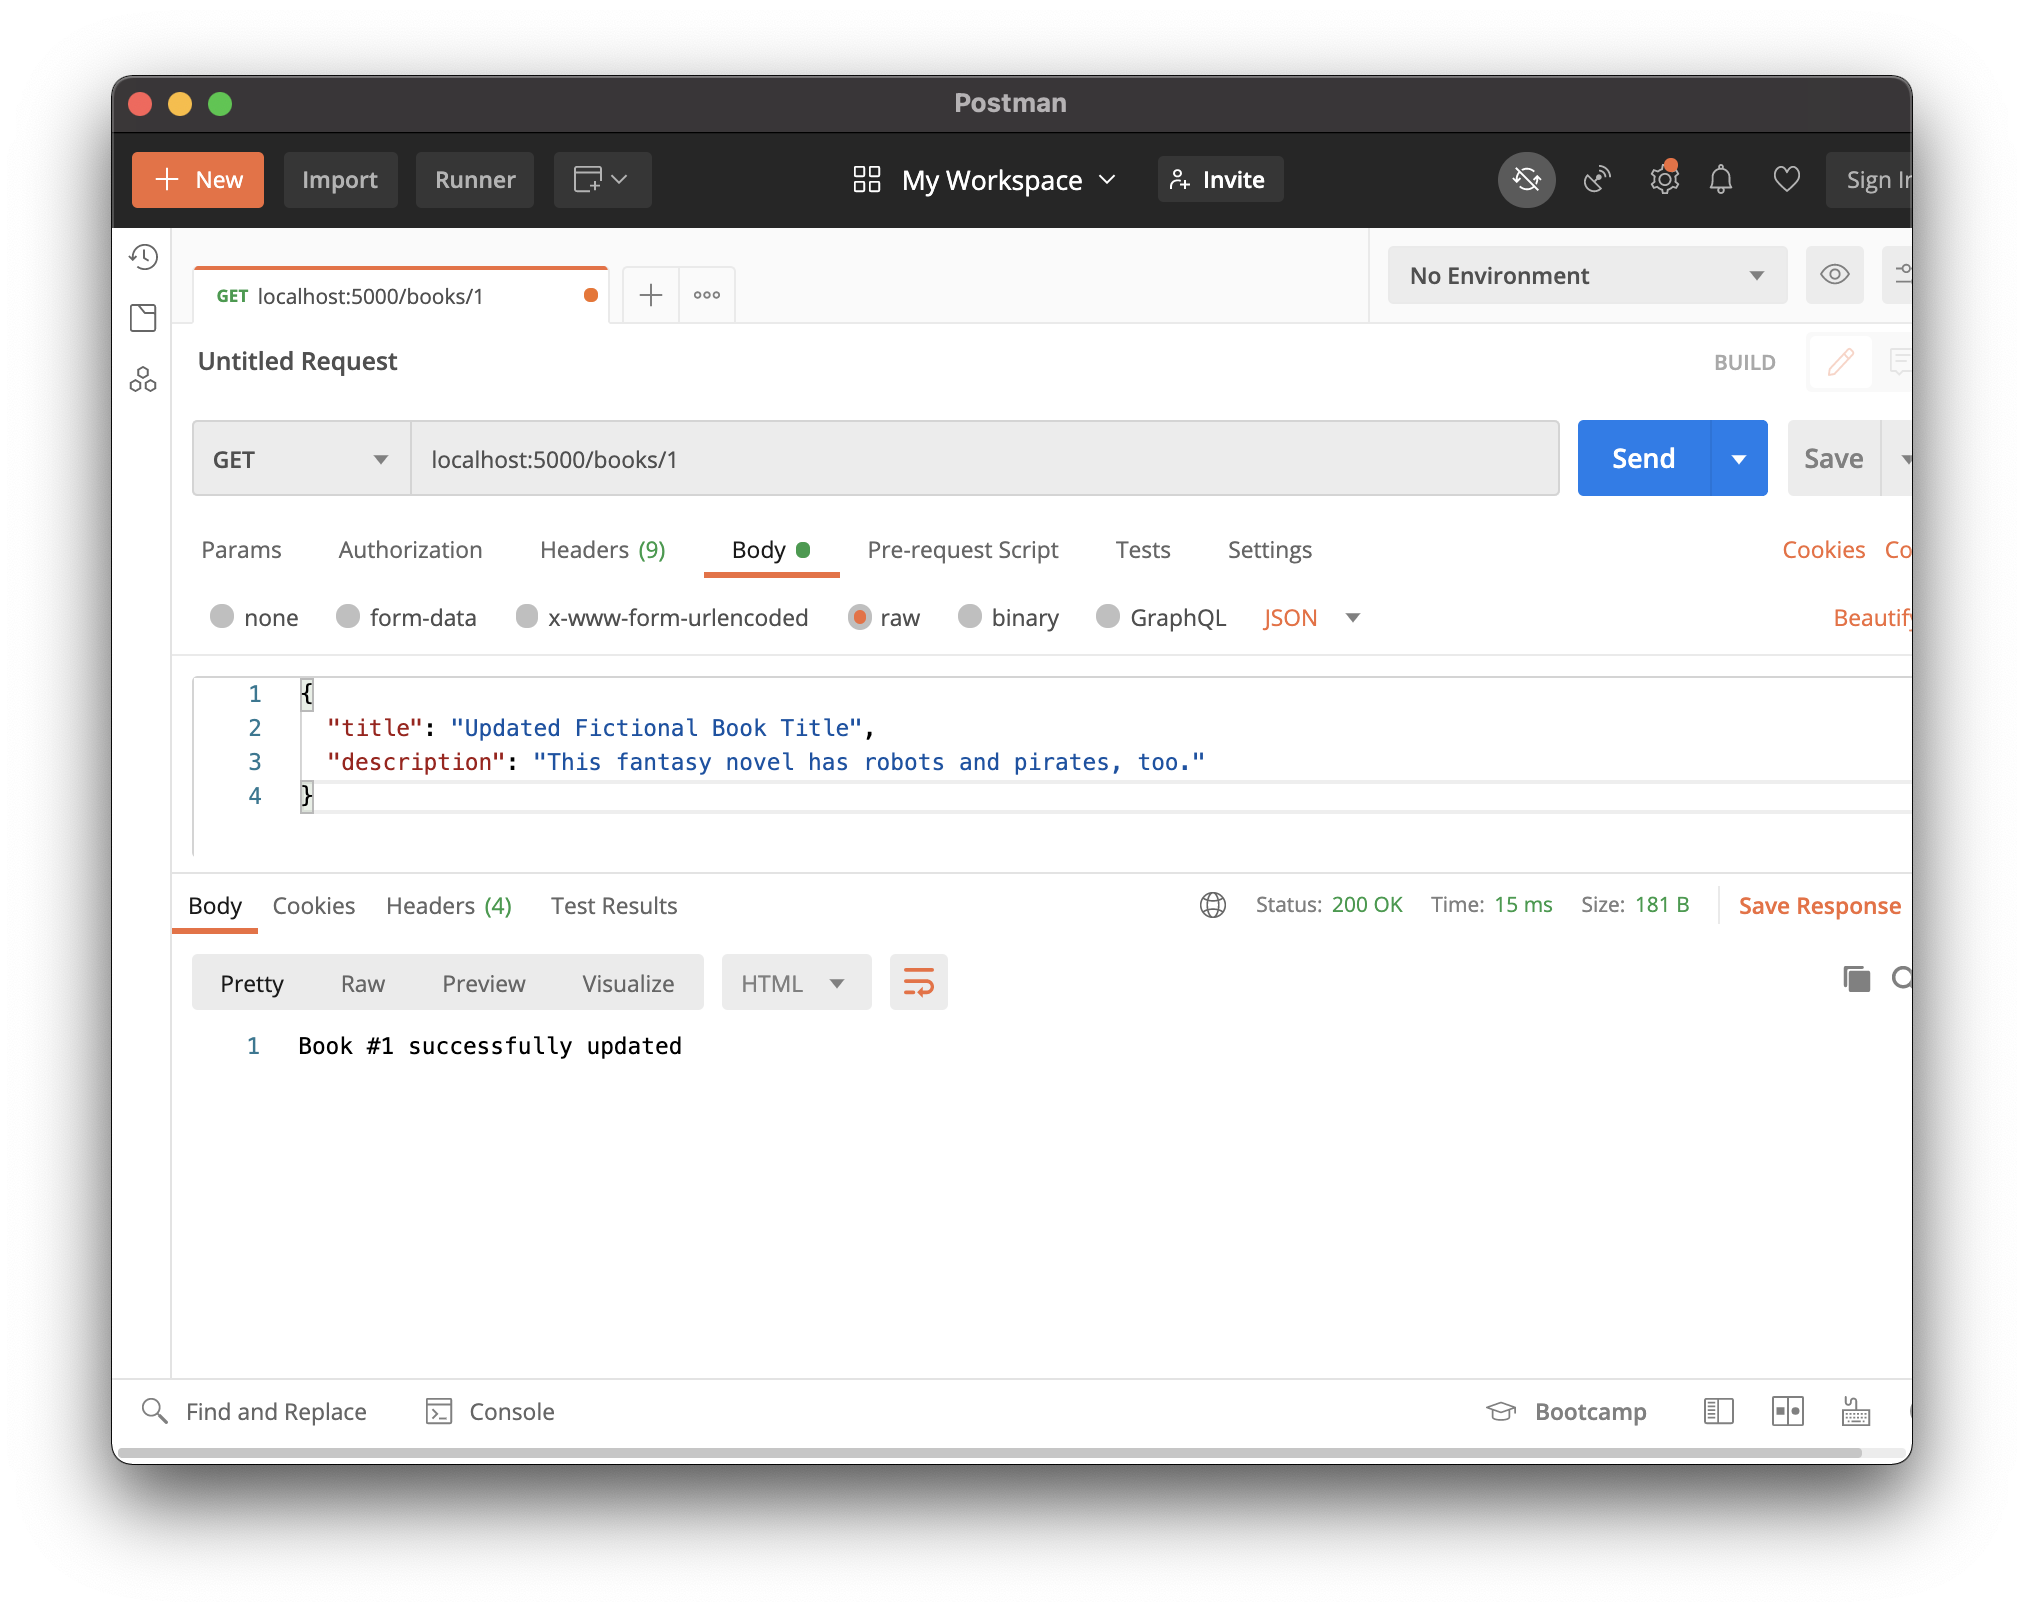 Postman
New Import Runner My Workspace Invite Sign In
GET localhost:5000/books/1 No Environment
Untitled Request BUILD
GET localhost:5000/books/1 Send Save
Params Authorization Headers (9) Body Pre-request Script Tests Settings Cookies Co
none form-data x-www-form-urlencoded raw binary GraphQL JSON Beautify
1 {
2 "title": "Updated Fictional Book Title",
3 "description": "This fantasy novel has robots and pirates, too."
4 }
Body Cookies Headers (4) Test Results Status: 200 OK Time: 15 ms Size: 181 B Save Response
Pretty Raw Preview Visualize HTML
1 Book #1 successfully updated
Find and Replace Console Bootcamp